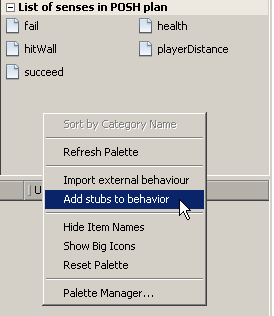 List of senses in POSH plan
fail health
hitWall playerDistance
succeed
Sort by Category Name
Refresh Palette
Import external behaviour
U
Add stubs to behavior
Hide Item Names
Show Big Icons
Reset Palette
Palette Manager...